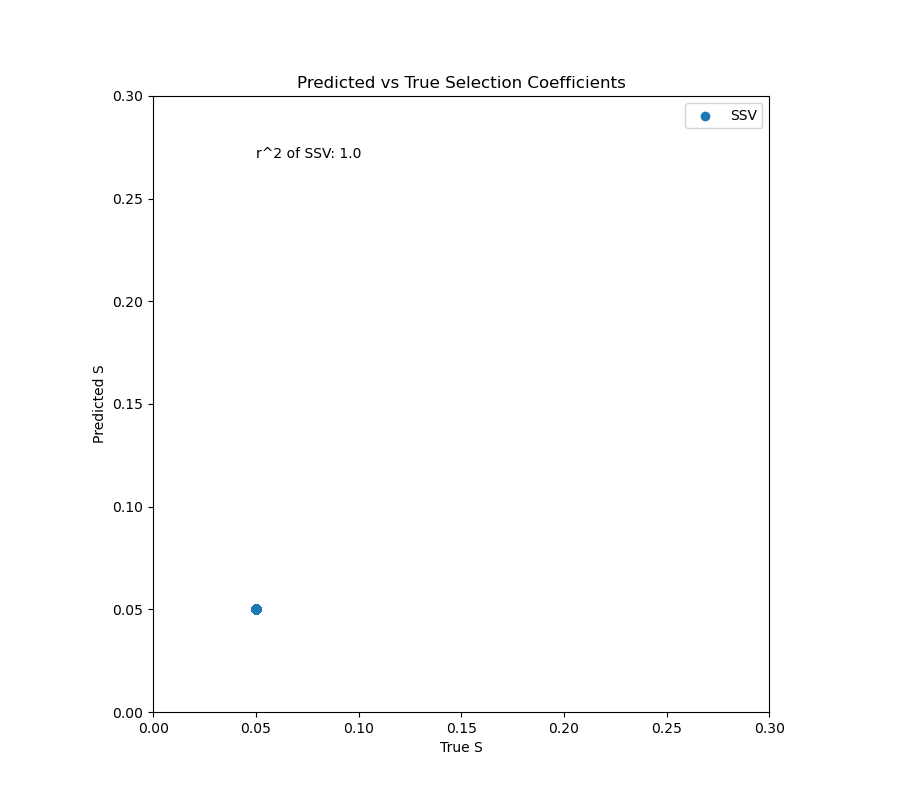 Predicted vs True Selection Coefficients
SSV
r^2 of SSV: 1.0
Predicted S
0.30
0.25
0.20
0.15
0.10
0.05
0.00
0.00 0.05 0.10 0.15 0.20 0.25 0.30
True S